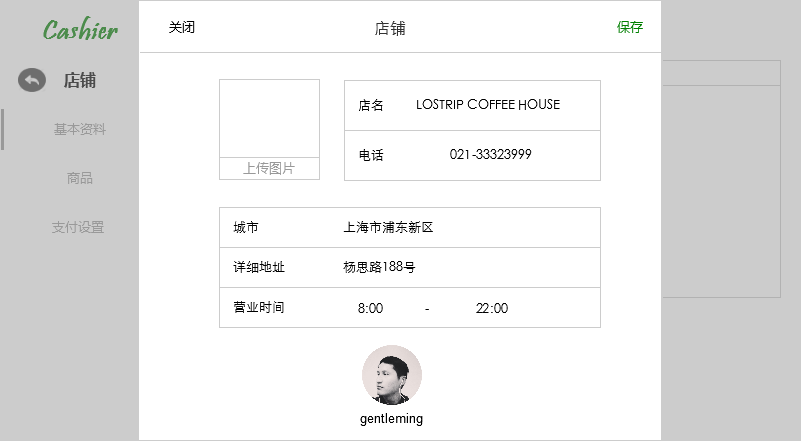 Cashier
店铺
基本资料
商品
支付设置
关闭 店铺 保存
上传图片
店名 LOSTRIP COFFEE HOUSE
电话 021-33323999
城市 上海市浦东新区
详细地址 杨思路188号
营业时间 8:00 - 22:00
gentleming